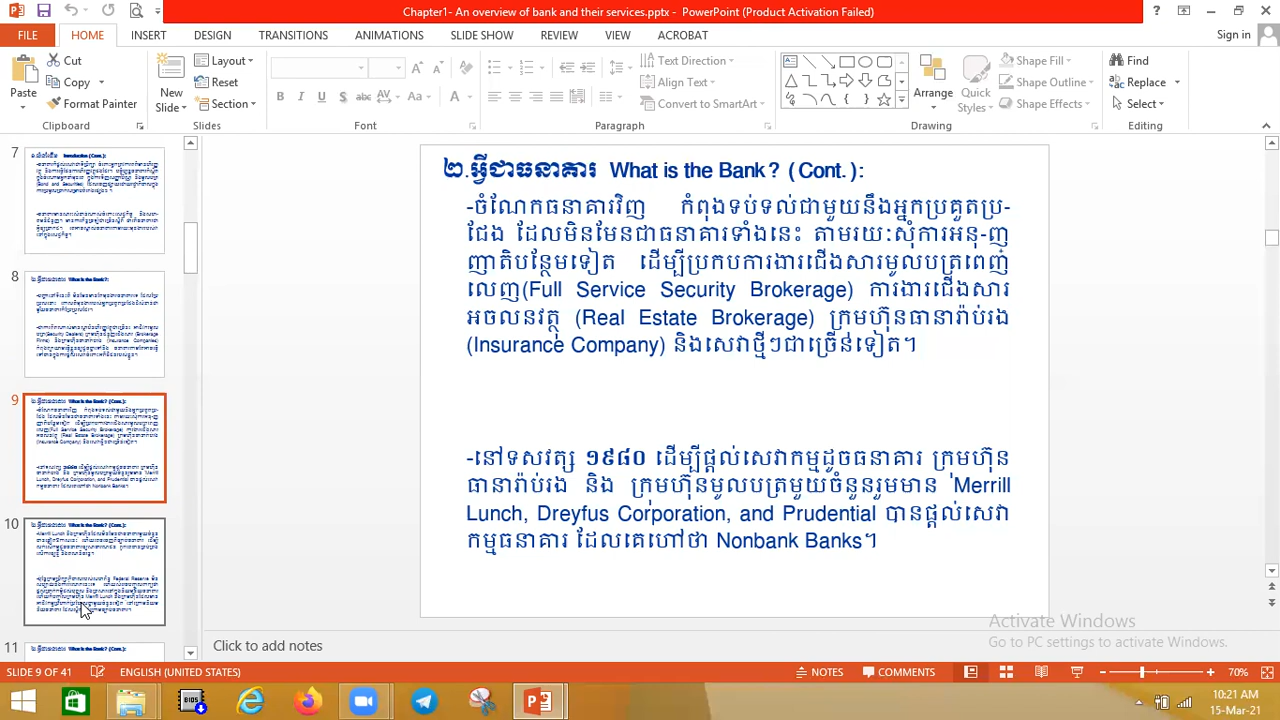 Chapter1- An overview of bank and their services.pptx - PowerPoint (Product Activation Failed)
FILE HOME INSERT DESIGN TRANSITIONS ANIMATIONS SLIDE SHOW REVIEW VIEW ACROBAT Sign in
Paste
Cut
Copy
Format Painter
Clipboard
New Slide
Layout
Reset
Section
Slides
Font
Text Direction
Align Text
Convert to SmartArt
Paragraph
Arrange
Quick Styles
Shape Fill
Shape Outline
Shape Effects
Drawing
Find
Replace
Select
Editing
7
8
9
10
11
២.អ្វីជាធនាគារ What is the Bank? (Cont.):
-ចំណែកធនាគារវិញ កំពុងទប់ទល់ជាមួយនឹងអ្នកប្រគួតប្រ-
ជែង ដែលមិនមែនជាធនាគារទាំងនេះ តាមរយៈសុំការអនុ-ញ
ញាតិបន្ថែមទៀត ដើម្បីប្រកបការងារជើងសារមូលបត្រពេញ
លេញ(Full Service Security Brokerage) ការងារជើងសារ
អចលនវត្ថុ (Real Estate Brokerage) ក្រមហ៊ុនធានារ៉ាប់រង
(Insurance Company) និងសេវាថ្មីៗជាច្រើនទៀត។
-នៅទសវត្ស ១៩៨០ ដើម្បីផ្តល់សេវាកម្មដូចធនាគារ ក្រមហ៊ុន
ធានារ៉ាប់រង និង ក្រមហ៊ុនមូលបត្រមួយចំនួនរួមមាន Merrill
Lunch, Dreyfus Corporation, and Prudential បានផ្តល់សេវា
កម្មធនាគារ ដែលគេហៅថា Nonbank Banks។
Activate Windows
Go to PC settings to activate Windows.
Click to add notes
SLIDE 9 OF 41 ENGLISH (UNITED STATES) NOTES COMMENTS 70%
BIOS
10:21 AM
15-Mar-21